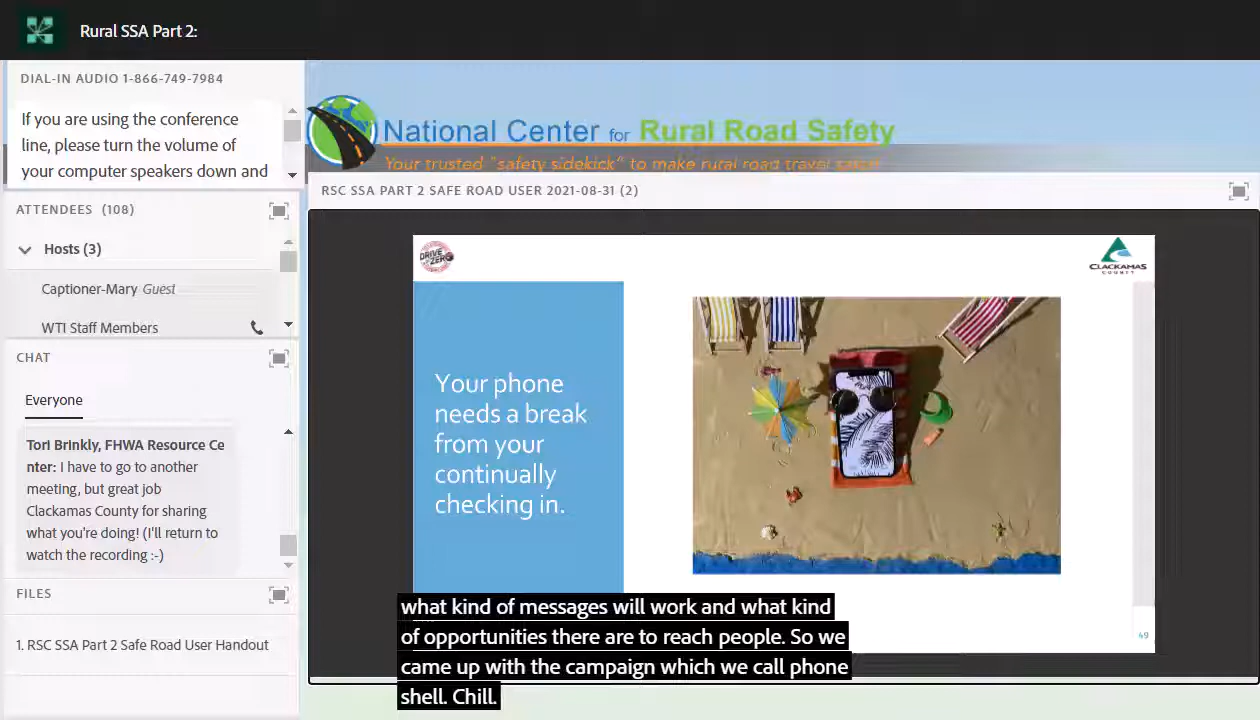 Rural SSA Part 2:
DIAL-IN AUDIO 1-866-749-7984
If you are using the conference
line, please turn the volume of
your computer speakers down and
ATTENDEES (108)
Hosts (3)
Captioner-Mary Guest
WTI Staff Members
CHAT
Everyone
Tori Brinkly, FHWA Resource Ce
nter: I have to go to another
meeting, but great job
Clackamas County for sharing
what you're doing! (I'll return to
watch the recording :-)
FILES
1. RSC SSA Part 2 Safe Road User Handout
National Center for Rural Road Safety
Your trusted "safety sidekick" to make rural road travel safer
RSC SSA PART 2 SAFE ROAD USER 2021-08-31 (2)
DRIVE
ZERO
CLACKAMAS
COUNTY
Your phone
needs a break
from your
continually
checking in.
49
what kind of messages will work and what kind
of opportunities there are to reach people. So we
came up with the campaign which we call phone
shell. Chill.